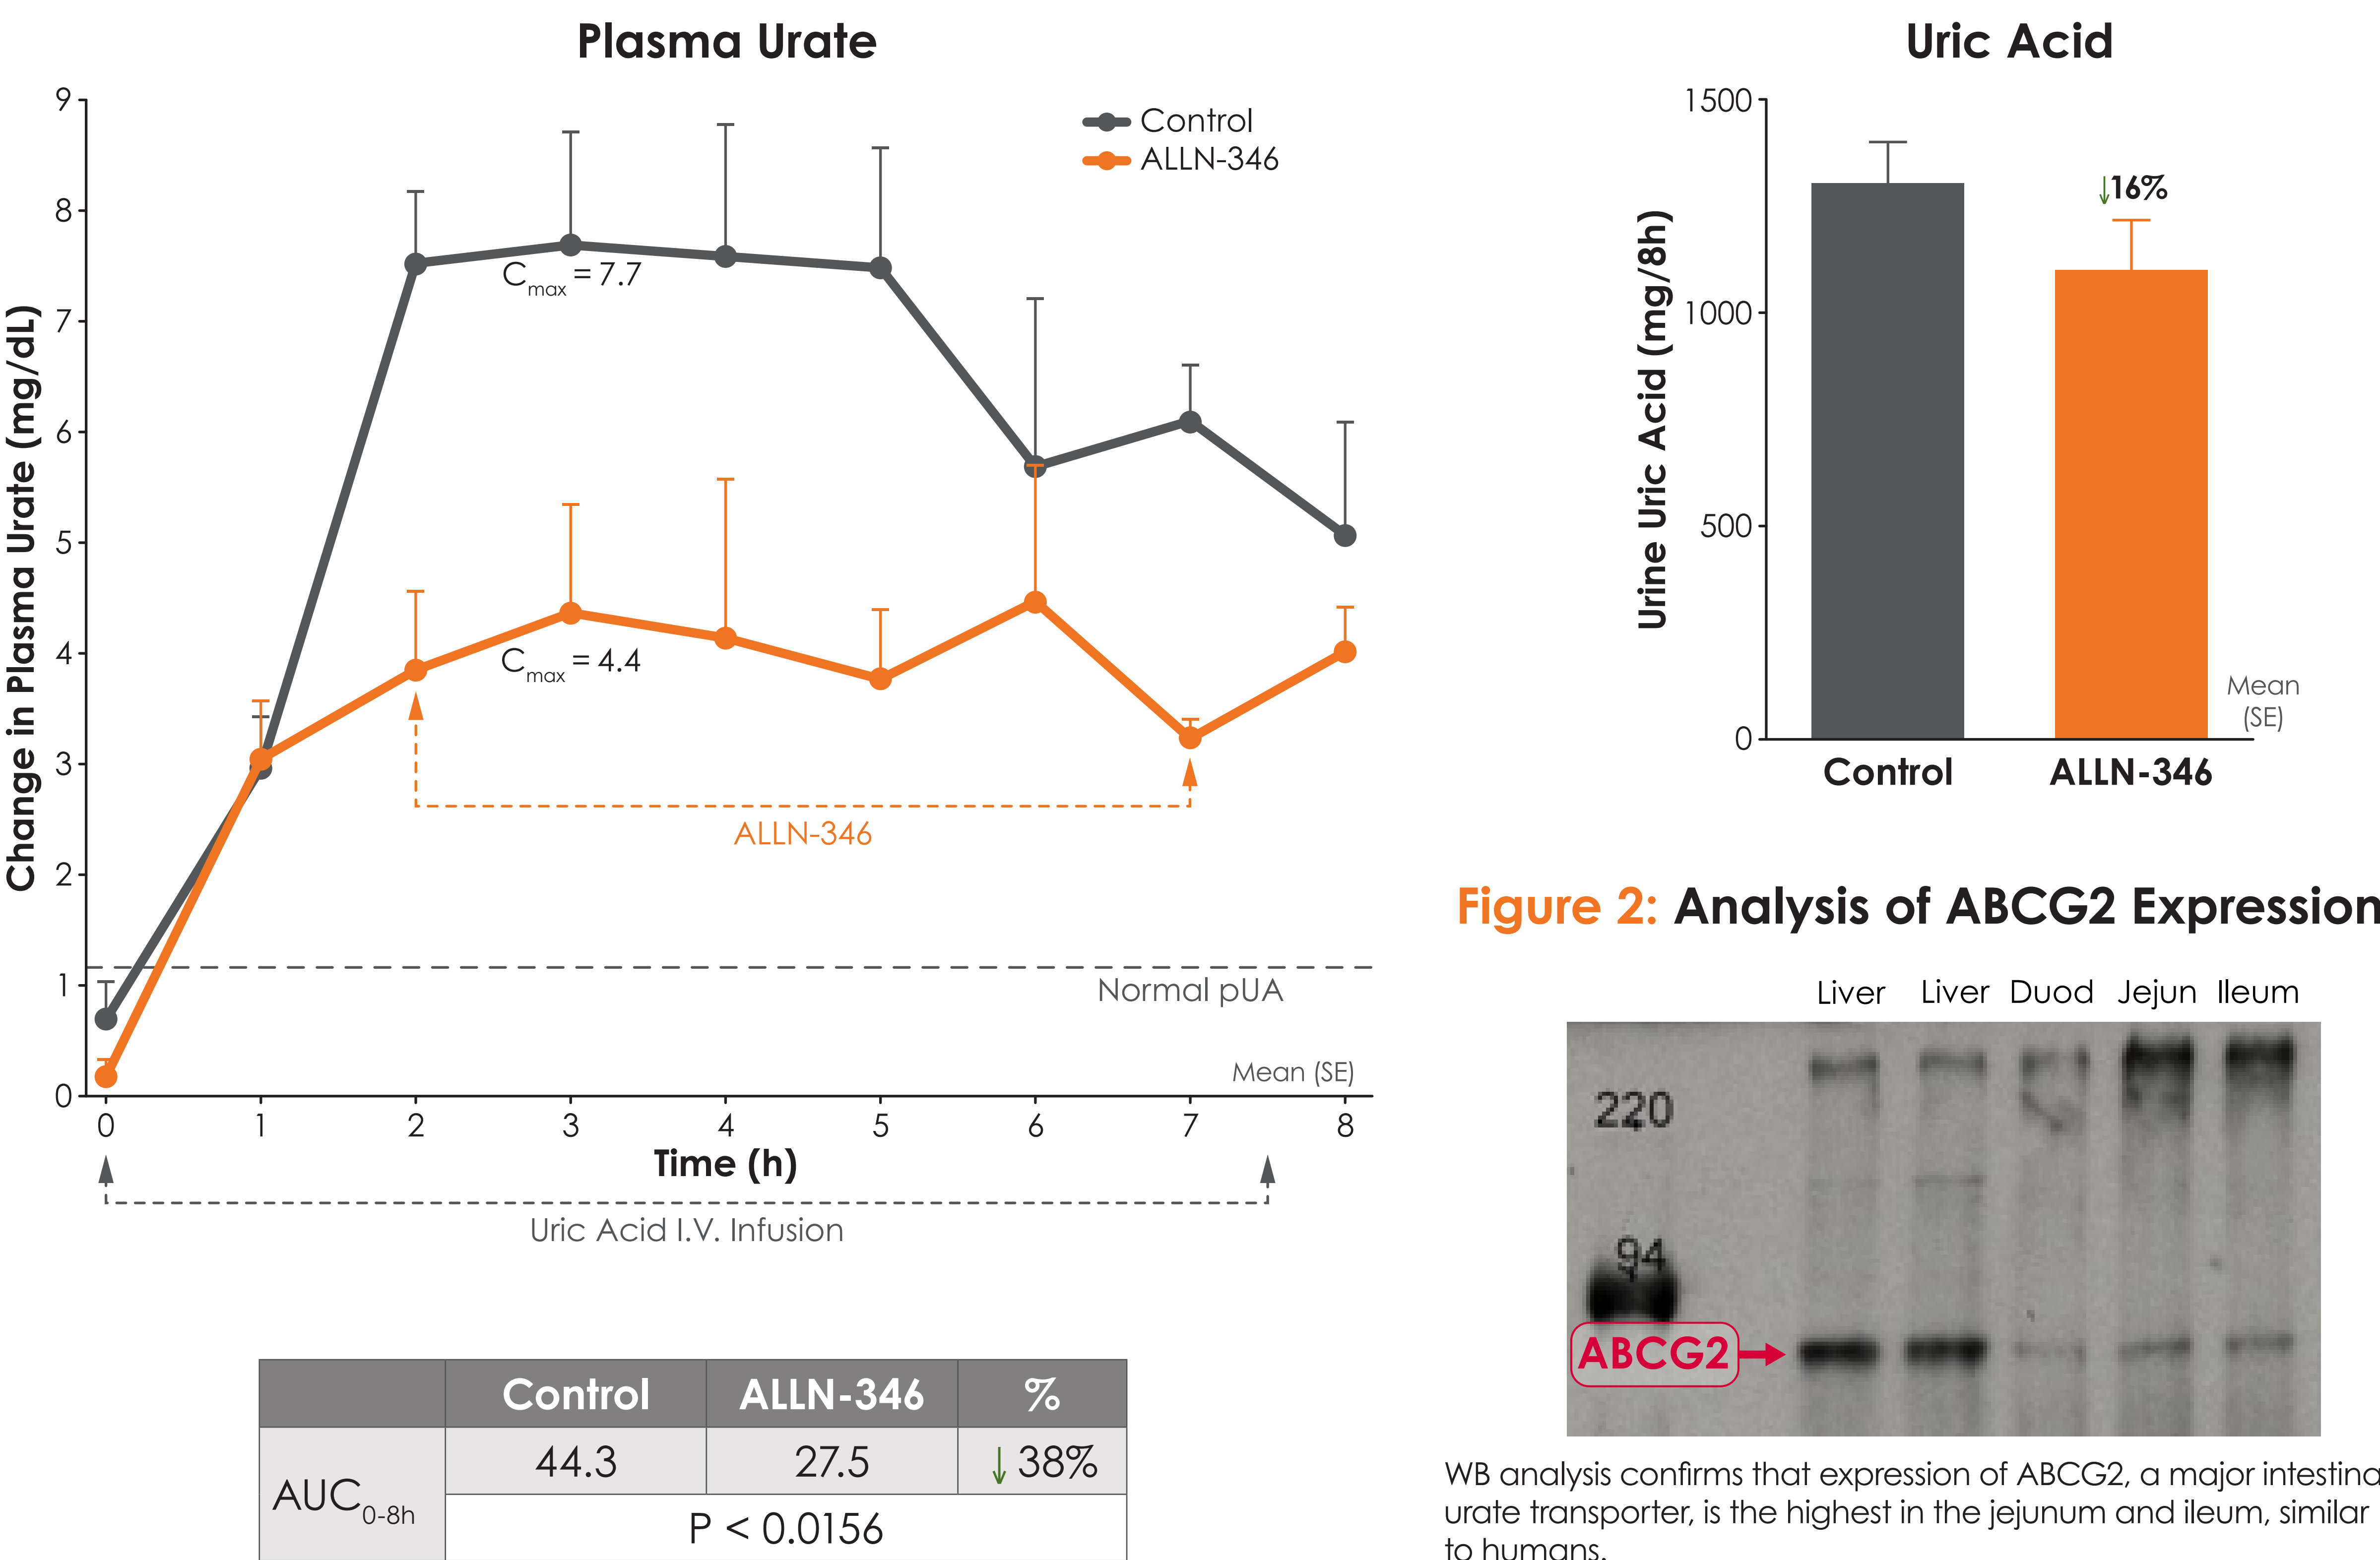 Plasma Urate
Change in Plasma Urate (mg/dL)
9
8
7
6
5
4
3
2
1
0
Control
ALLN-346
Cmax = 7.7
Cmax = 4.4
ALLN-346
Normal pUA
Mean (SE)
0 1 2 3 4 5 6 7 8
Time (h)
Uric Acid I.V. Infusion
Control ALLN-346 %
AUC0-8h 44.3 27.5 ↓ 38%
P < 0.0156
Uric Acid
Urine Uric Acid (mg/8h)
1500
1000
500
0
↓16%
Mean
(SE)
Control ALLN-346
Figure 2: Analysis of ABCG2 Expression
Liver Liver Duod Jejun Ileum
220
94
ABCG2
WB analysis confirms that expression of ABCG2, a major intestina
urate transporter, is the highest in the jejunum and ileum, similar
to humans.